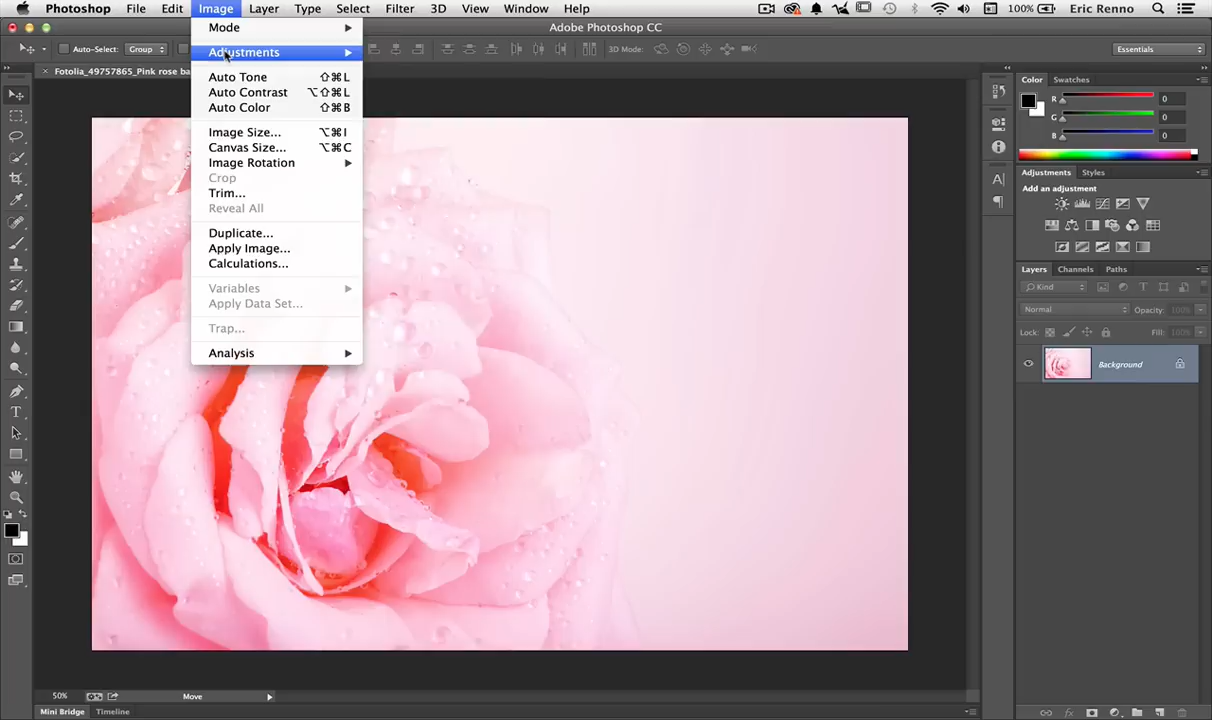 Photoshop File Edit Image Layer Type Select Filter 3D View Window Help 100% Eric Renno
Adobe Photoshop CC
Auto-Select: Group 3D Mode: Essentials
Fotolia_49757865_Pink rose ba
Mode
Adjustments
Auto Tone ⇧⌘L
Auto Contrast ⌥⇧⌘L
Auto Color ⇧⌘B
Image Size... ⌥⌘I
Canvas Size... ⌥⌘C
Image Rotation
Crop
Trim...
Reveal All
Duplicate...
Apply Image...
Calculations...
Variables
Apply Data Set...
Trap...
Analysis
Color Swatches
R 0
G 0
B 0
Adjustments Styles
Add an adjustment
Layers Channels Paths
Kind
Normal Opacity: 100%
Lock: Fill: 100%
Background
50% Move
Mini Bridge Timeline